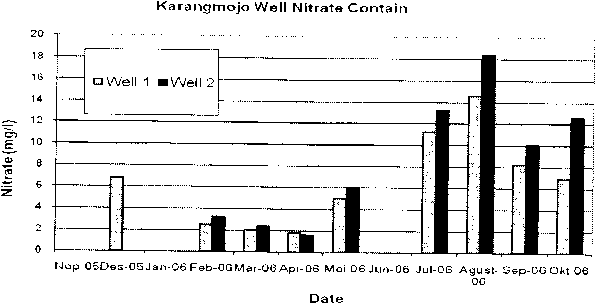 Karangmojo Well Nitrate Contain
20
18
16
14
12
10
8
6
4
2
0
Nitrate (mg/l)
Well 1 Well 2
Nop-05 Des-05 Jan-06 Feb-06 Mar-06 Apr-06 Mei-06 Jun-06 Jul-06 Agust-06 Sep-06 Okt-06
Date